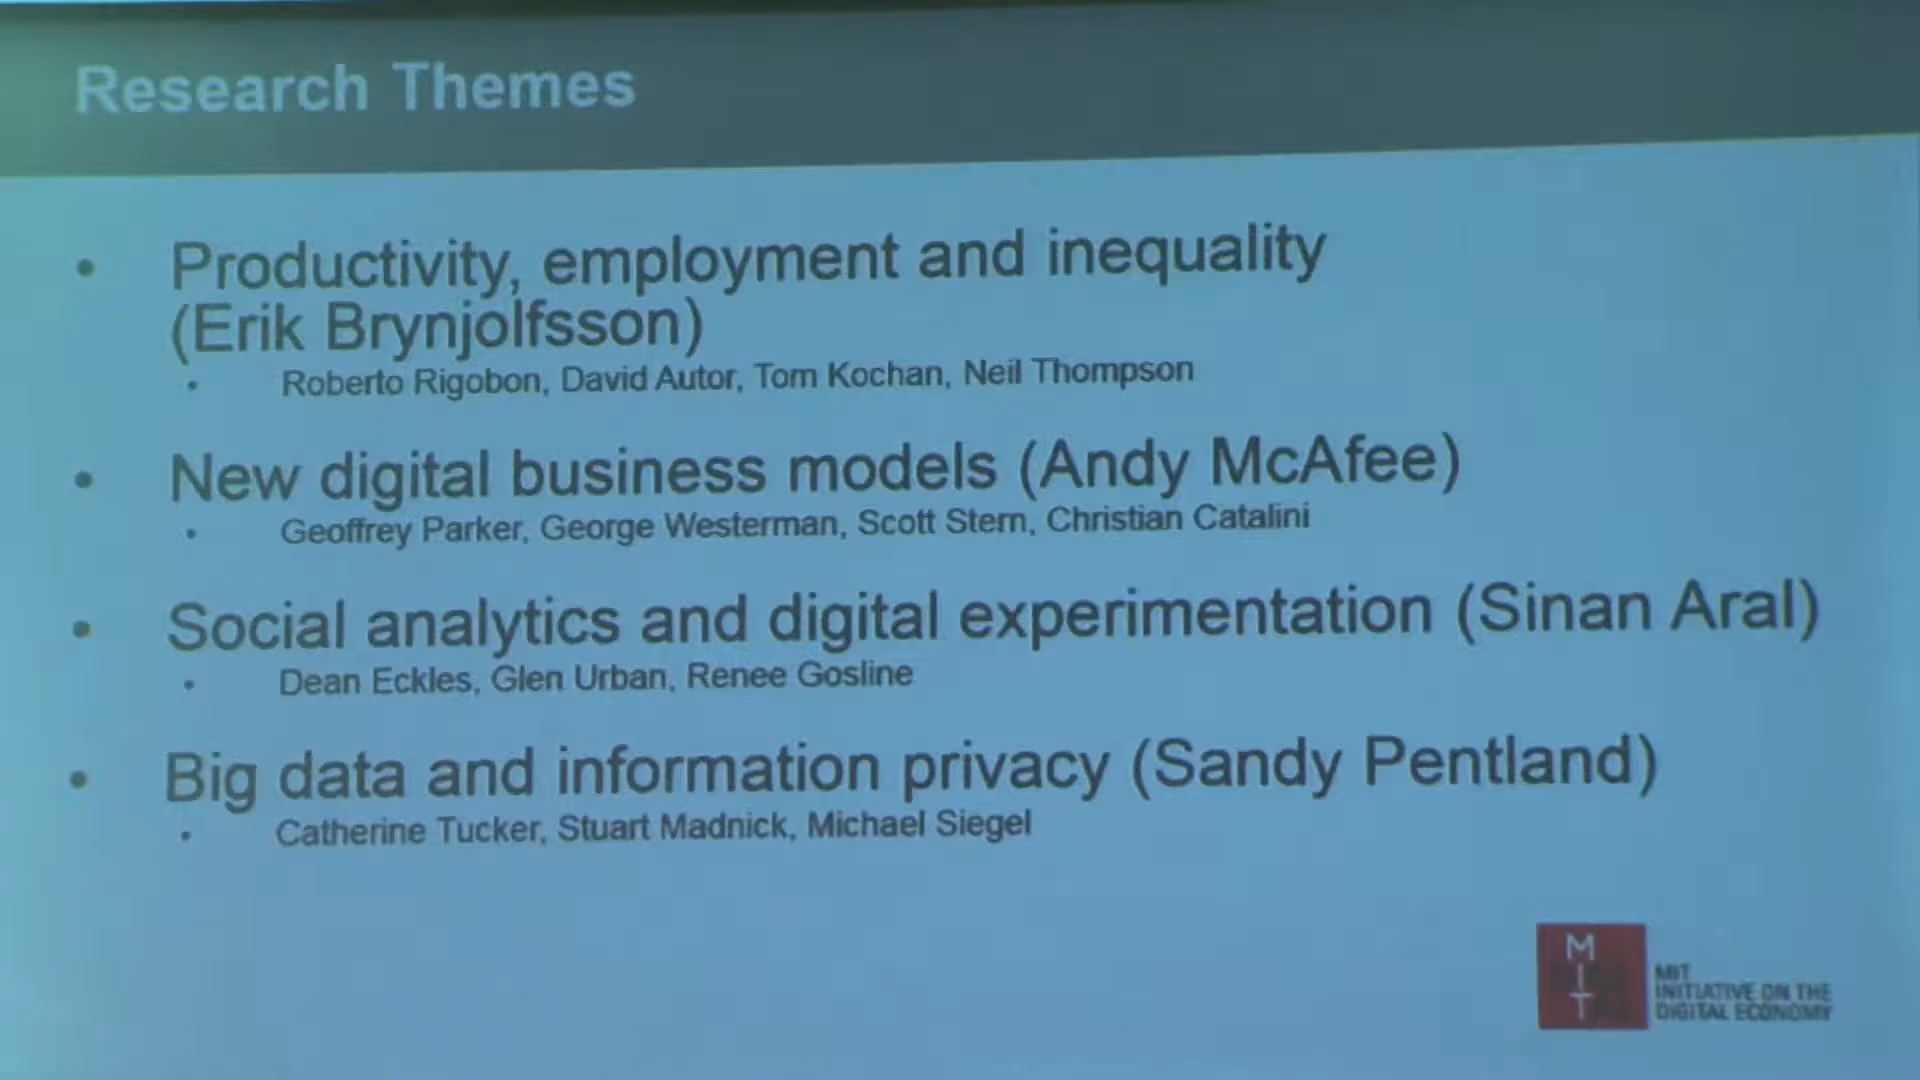 Research Themes
• Productivity, employment and inequality
(Erik Brynjolfsson)
• Roberto Rigobon, David Autor, Tom Kochan, Neil Thompson
• New digital business models (Andy McAfee)
• Geoffrey Parker, George Westerman, Scott Stern, Christian Catalini
• Social analytics and digital experimentation (Sinan Aral)
• Dean Eckles, Glen Urban, Renee Gosline
• Big data and information privacy (Sandy Pentland)
• Catherine Tucker, Stuart Madnick, Michael Siegel
M
I
T
MIT
INITIATIVE ON THE
DIGITAL ECONOMY